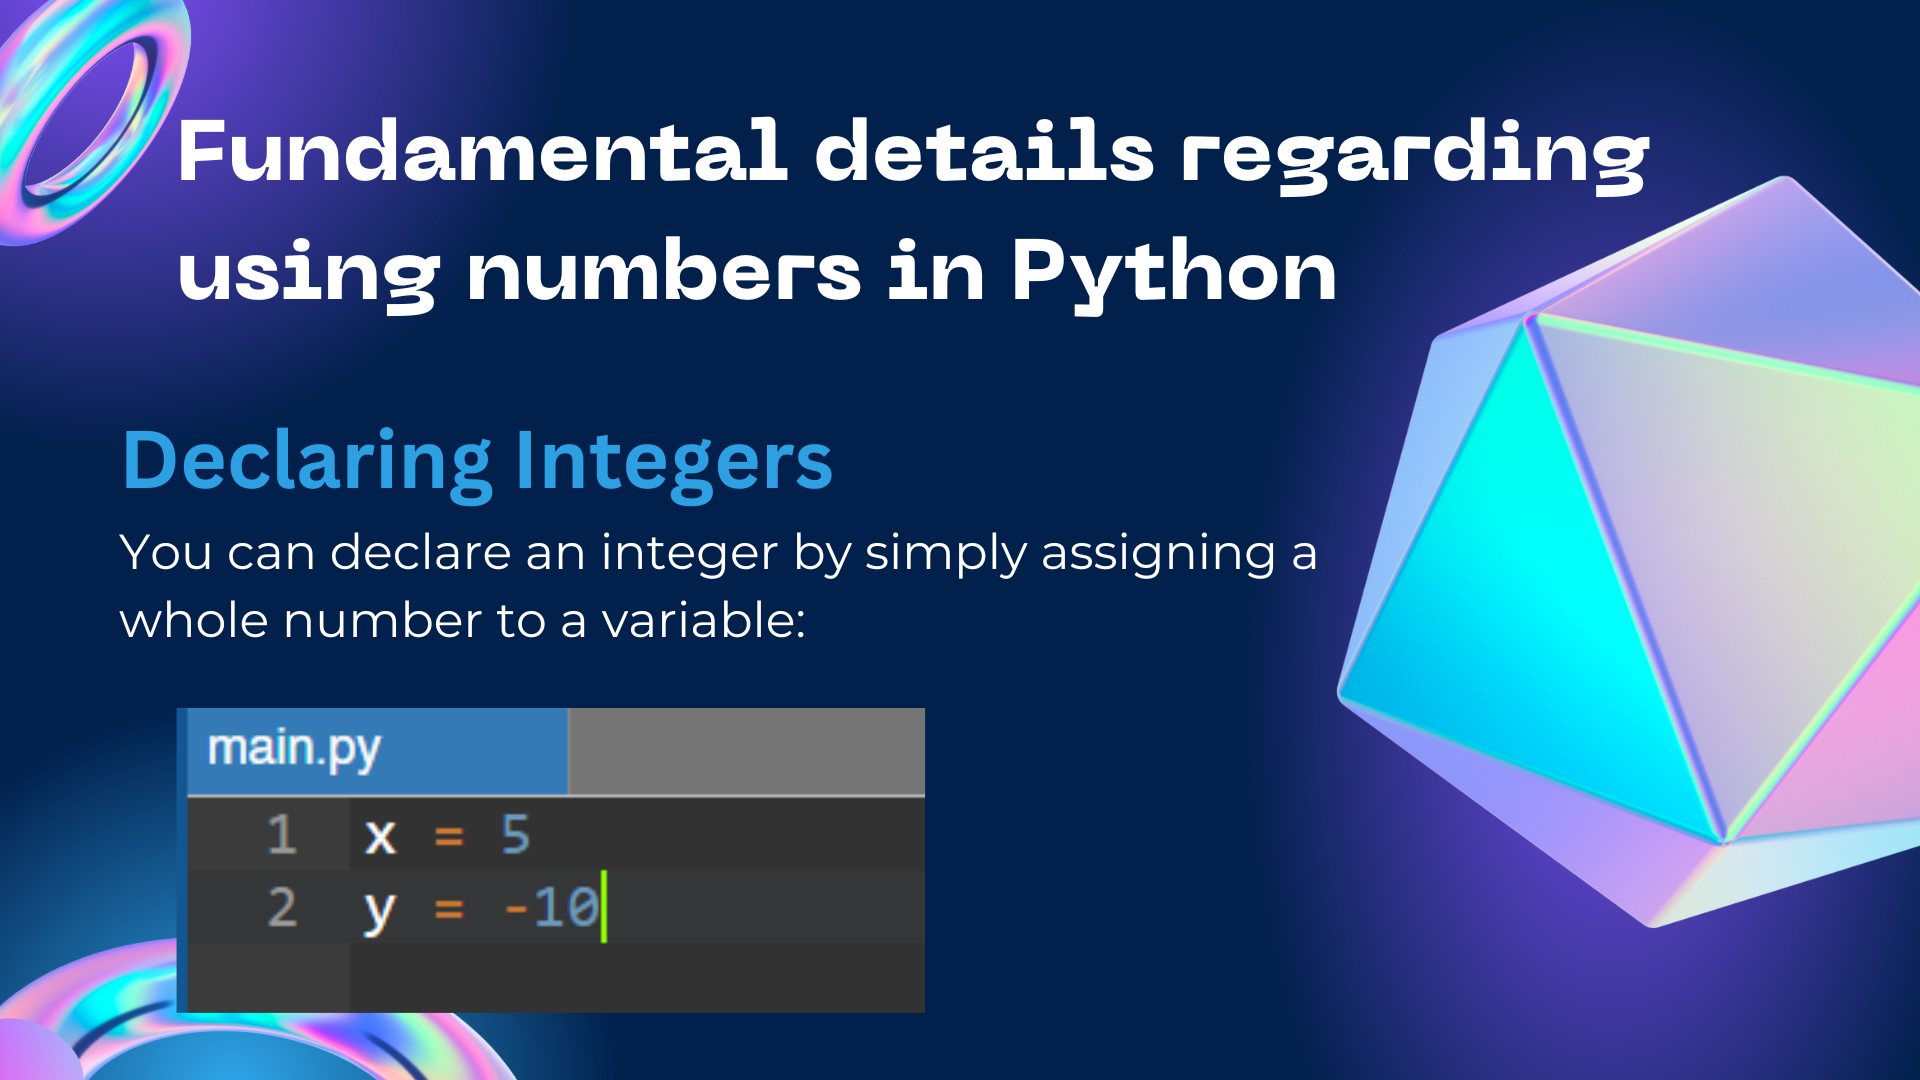 Fundamental details regarding
using numbers in Python
Declaring Integers
You can declare an integer by simply assigning a
whole number to a variable:
main.py
1 x = 5
2 y = -10